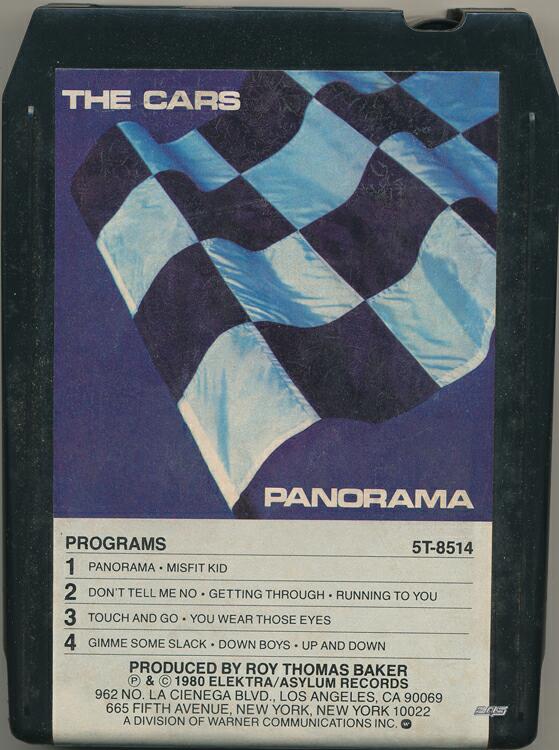 THE CARS
PANORAMA
PROGRAMS 5T-8514
1 PANORAMA • MISFIT KID
2 DON'T TELL ME NO • GETTING THROUGH • RUNNING TO YOU
3 TOUCH AND GO • YOU WEAR THOSE EYES
4 GIMME SOME SLACK • DOWN BOYS • UP AND DOWN
PRODUCED BY ROY THOMAS BAKER
℗ & © 1980 ELEKTRA/ASYLUM RECORDS
962 NO. LA CIENEGA BLVD., LOS ANGELES, CA 90069
665 FIFTH AVENUE, NEW YORK, NEW YORK 10022
A DIVISION OF WARNER COMMUNICATIONS INC.